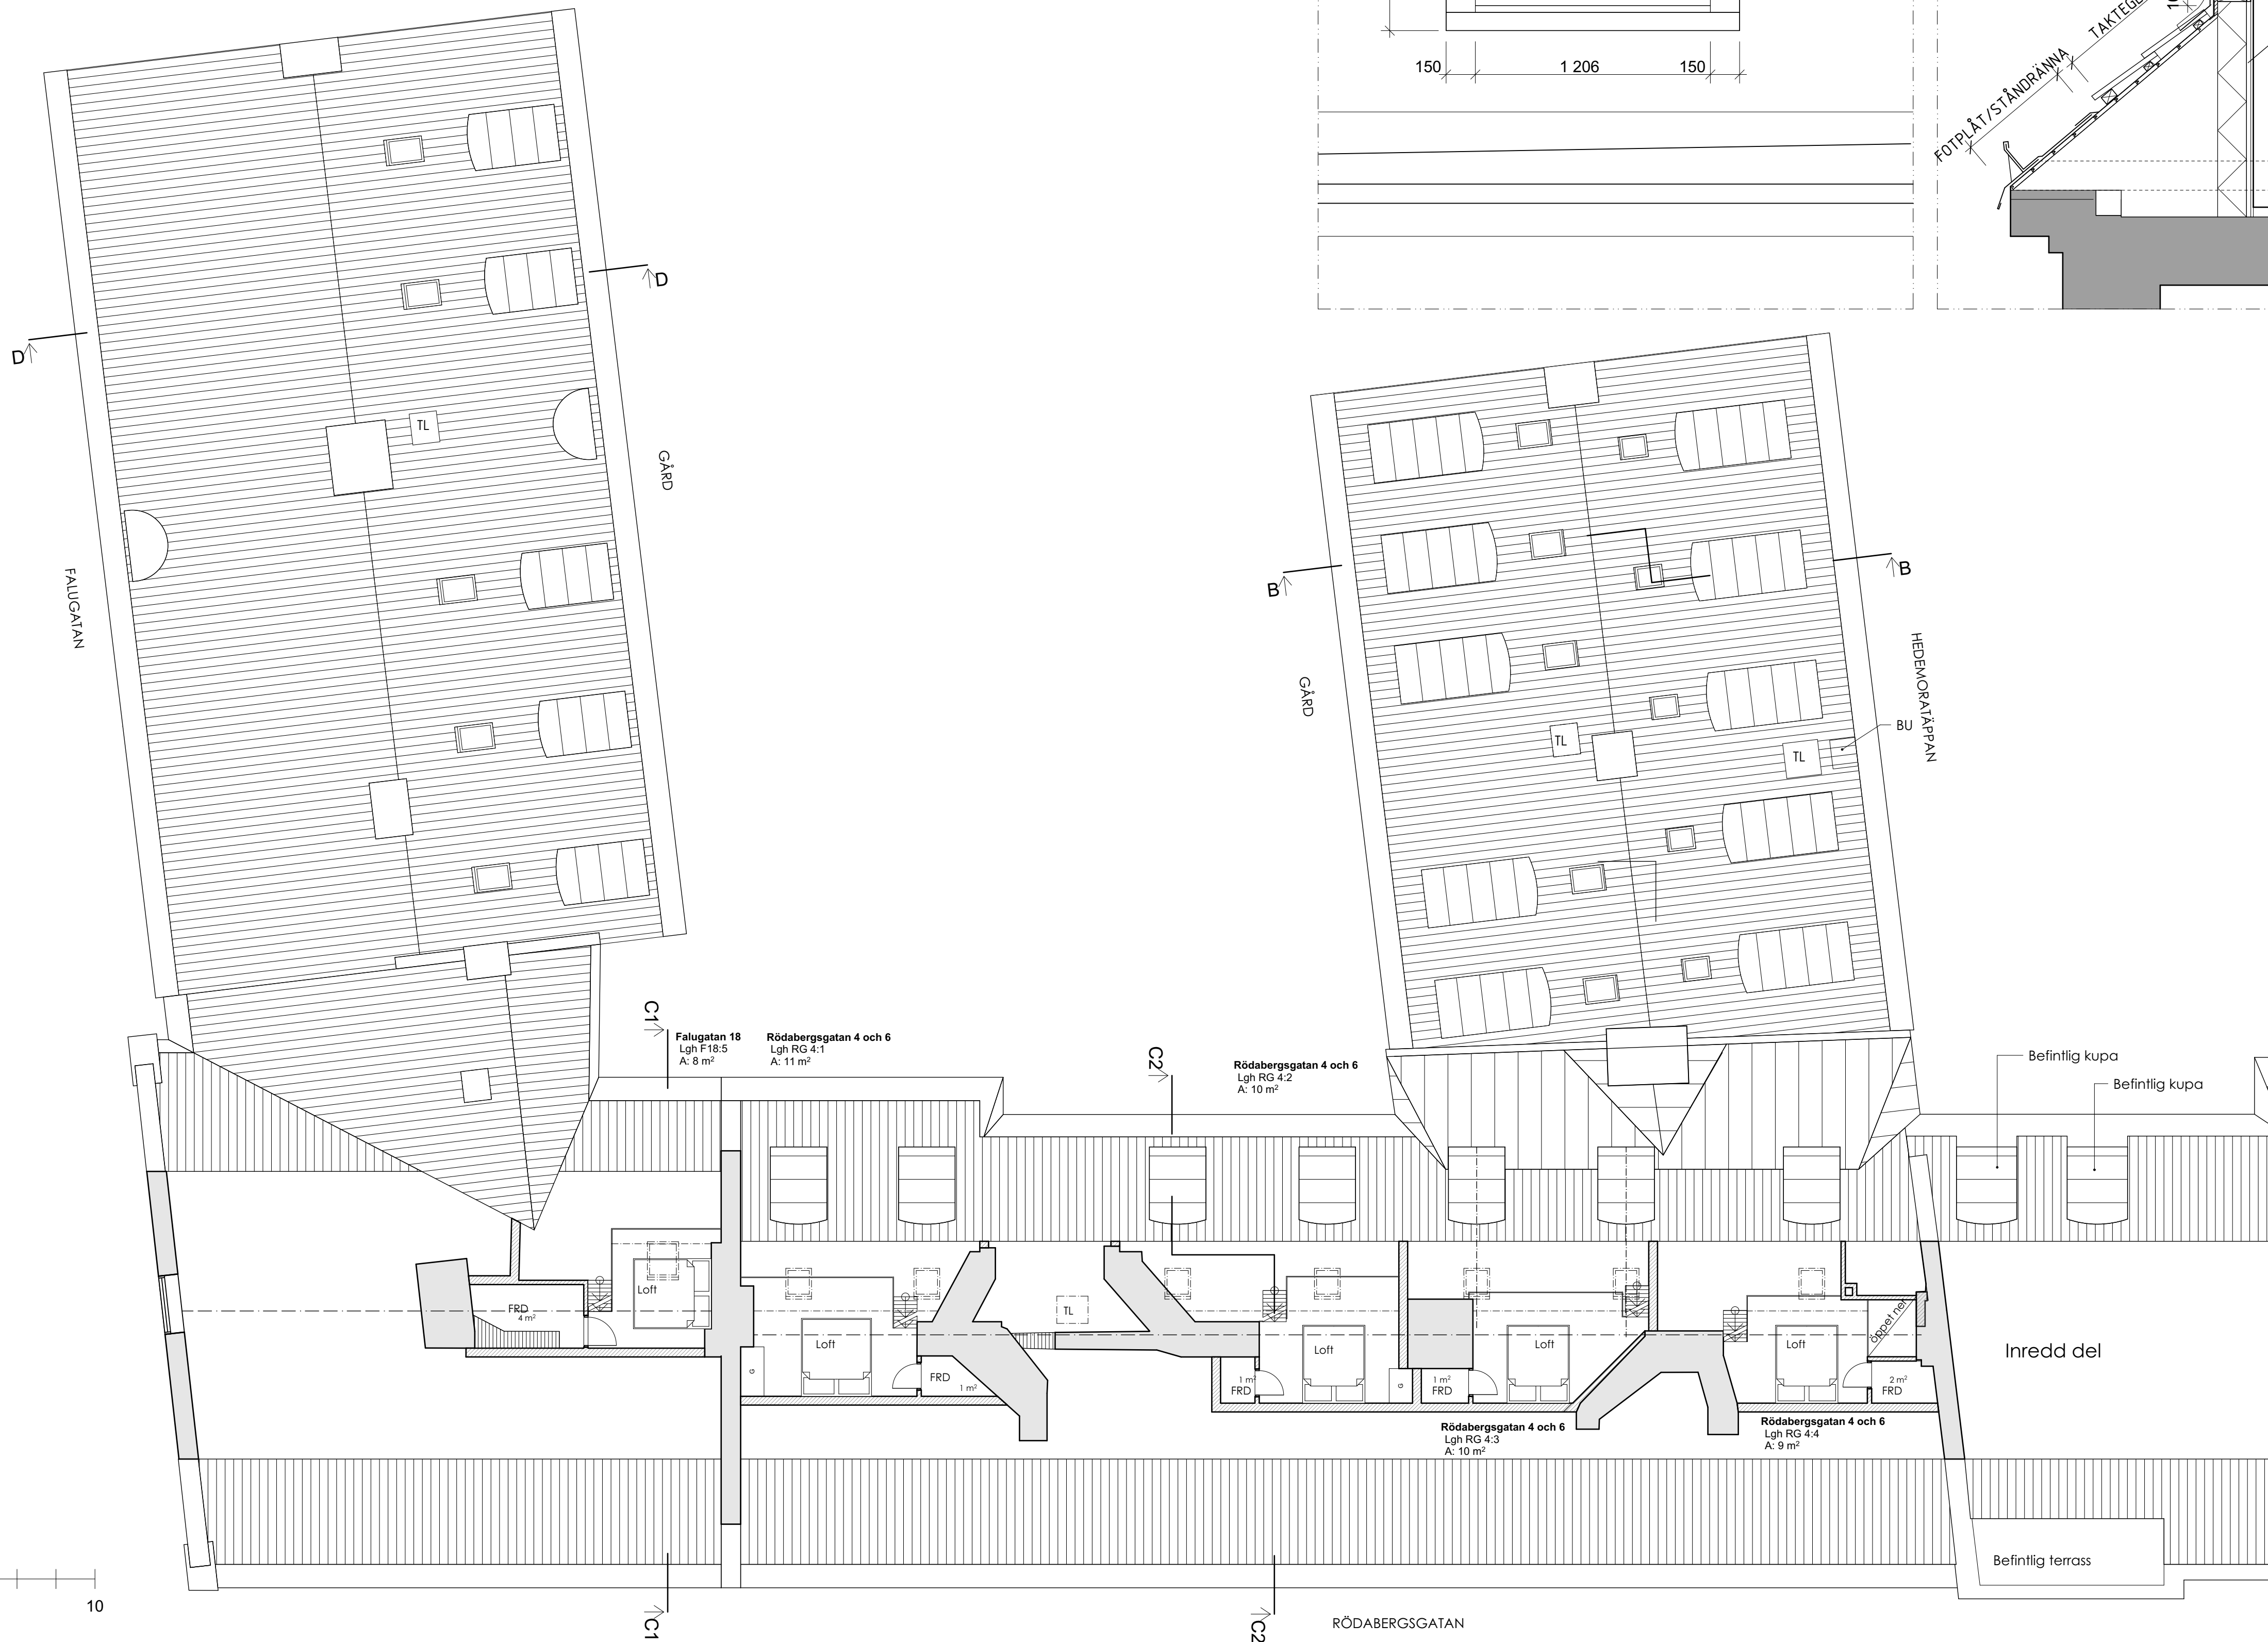 150
1 206
150
FOTPLÅT/STÅNDRÄNNA
D
D
TL
GÅRD
FALUGATAN
B
B
GÅRD
HEDEMORATÄPPAN
BU
TL
TL
C1
Falugatan 18
Lgh F18:5
A: 8 m²
Rödabergsgatan 4 och 6
Lgh RG 4:1
A: 11 m²
C2
Rödabergsgatan 4 och 6
Lgh RG 4:2
A: 10 m²
Befintlig kupa
Befintlig kupa
Loft
FRD
4 m²
TL
Loft
G
FRD
1 m²
Loft
G
1 m²
FRD
Loft
1 m²
FRD
Loft
öppet ner
2 m²
FRD
Inredd del
Rödabergsgatan 4 och 6
Lgh RG 4:3
A: 10 m²
Rödabergsgatan 4 och 6
Lgh RG 4:4
A: 9 m²
Befintlig terrass
10
C1
C2
RÖDABERGSGATAN